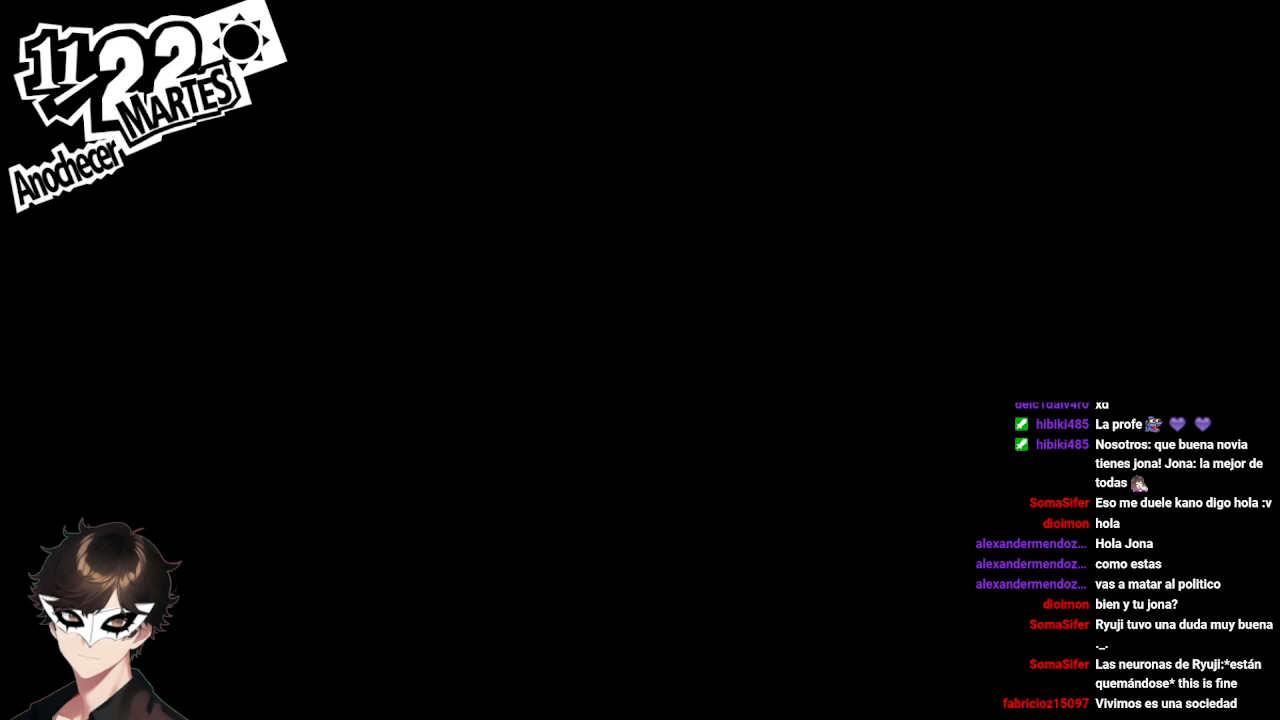 11/22
MARTES
Anochecer
xd
hibiki485 La profe
hibiki485 Nosotros: que buena novia
tienes jona! Jona: la mejor de
todas
SomaSifer Eso me duele kano digo hola :v
dioimon hola
alexandermendoz... Hola Jona
alexandermendoz... como estas
alexandermendoz... vas a matar al politico
dioimon bien y tu jona?
SomaSifer Ryuji tuvo una duda muy buena
._.
SomaSifer Las neuronas de Ryuji:*están
quemándose* this is fine
fabricioz15097 Vivimos es una sociedad